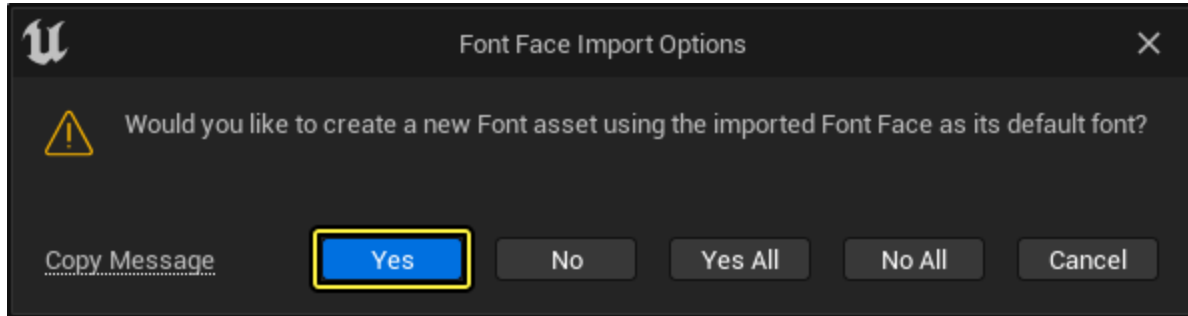 Font Face Import Options
Would you like to create a new Font asset using the imported Font Face as its default font?
Copy Message Yes No Yes All No All Cancel